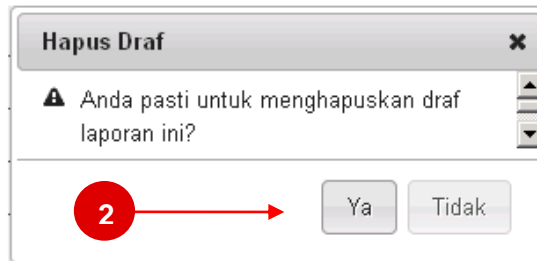 Hapus Draf
Anda pasti untuk menghapuskan draf
laporan ini?
2
Ya Tidak